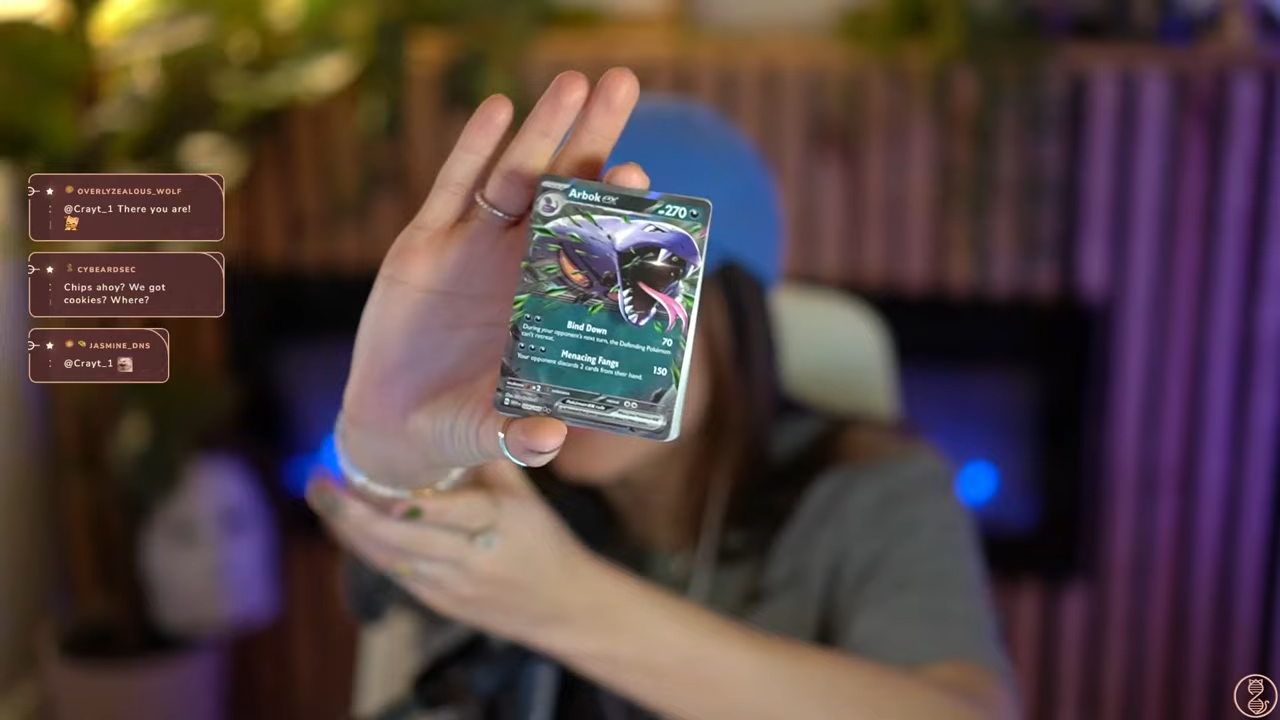 OVERLYZEALOUS_WOLF
@Crayt_1 There you are!
CYBEARDSEC
Chips ahoy? We got
cookies? Where?
JASMINE_DNS
@Crayt_1
Arbok ex
270
Bind Down
70
During your opponent's next turn, the Defending Pokémon
can't retreat.
Menacing Fangs
150
Your opponent discards 2 cards from their hand.